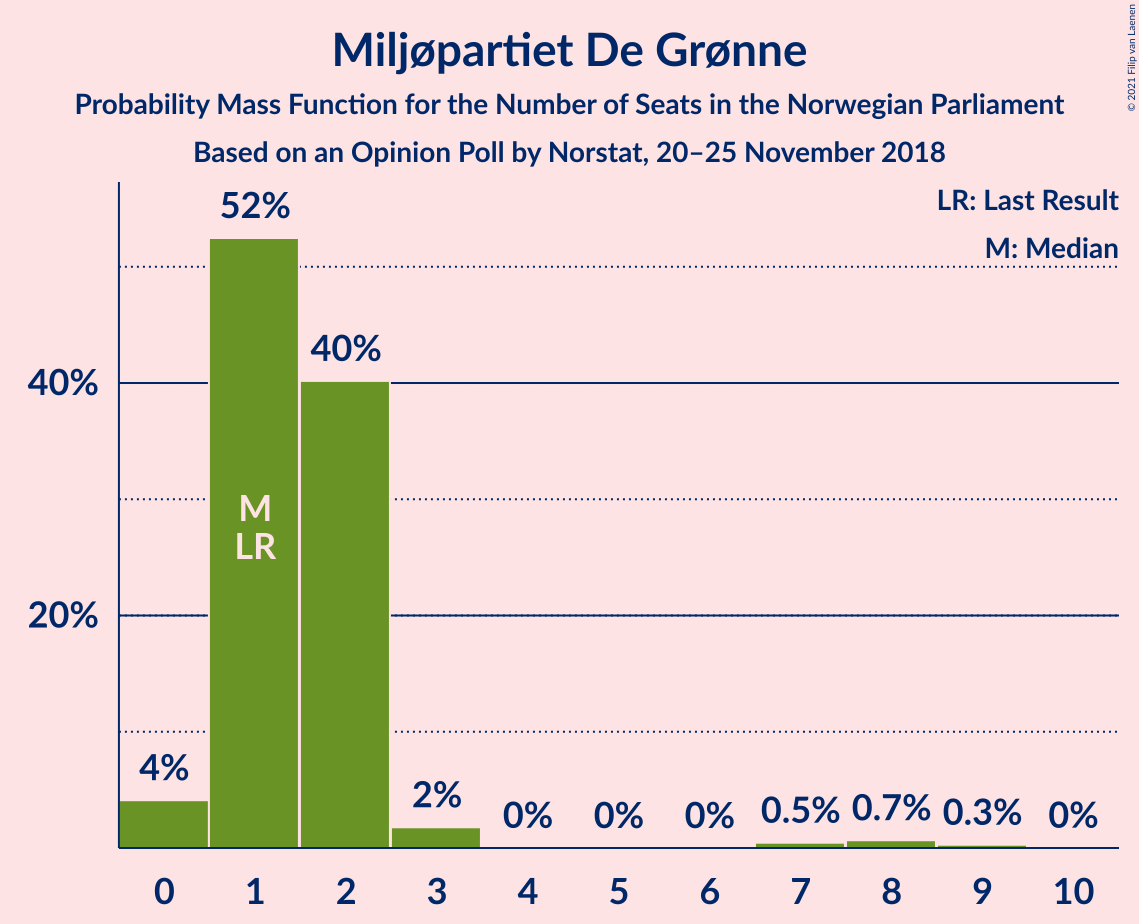 Miljøpartiet De Grønne
Probability Mass Function for the Number of Seats in the Norwegian Parliament
Based on an Opinion Poll by Norstat, 20–25 November 2018
© 2021 Filip van Laenen
LR: Last Result
M: Median
52%
40%
40%
M
LR
20%
4%
2%
0%
0%
0%
0.5%
0.7%
0.3%
0%
0 1 2 3 4 5 6 7 8 9 10